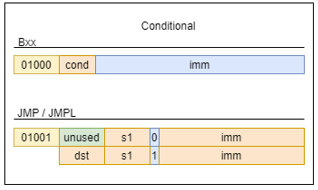 Conditional
Bxx
01000 cond imm
JMP / JMPL
01001 unused s1 0 imm
dst s1 1 imm